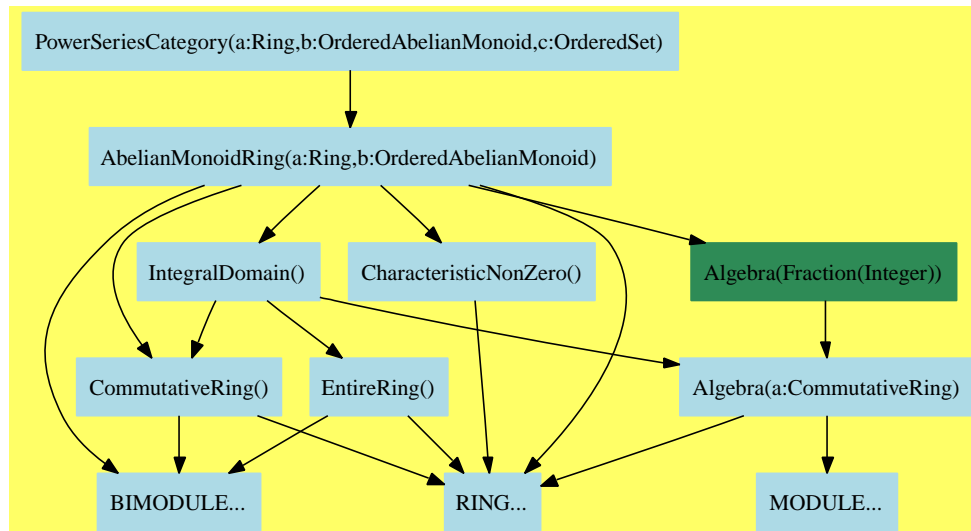 PowerSeriesCategory(a:Ring,b:OrderedAbelianMonoid,c:OrderedSet)
AbelianMonoidRing(a:Ring,b:OrderedAbelianMonoid)
IntegralDomain()
CharacteristicNonZero()
Algebra(Fraction(Integer))
CommutativeRing()
EntireRing()
Algebra(a:CommutativeRing)
BIMODULE...
RING...
MODULE...